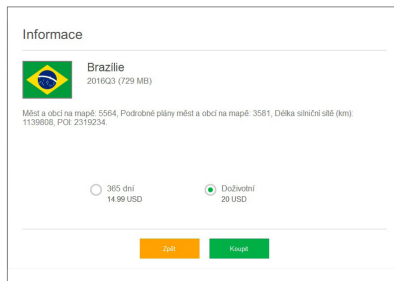 Informace
Brazílie
2016Q3 (729 MB)
Měst a obcí na mapě: 5564, Podrobné plány měst a obcí na mapě: 3581, Délka silniční sítě (km):
1139808, POI: 2319234.
365 dní
14.99 USD
Doživotní
20 USD
Zpět
Koupit